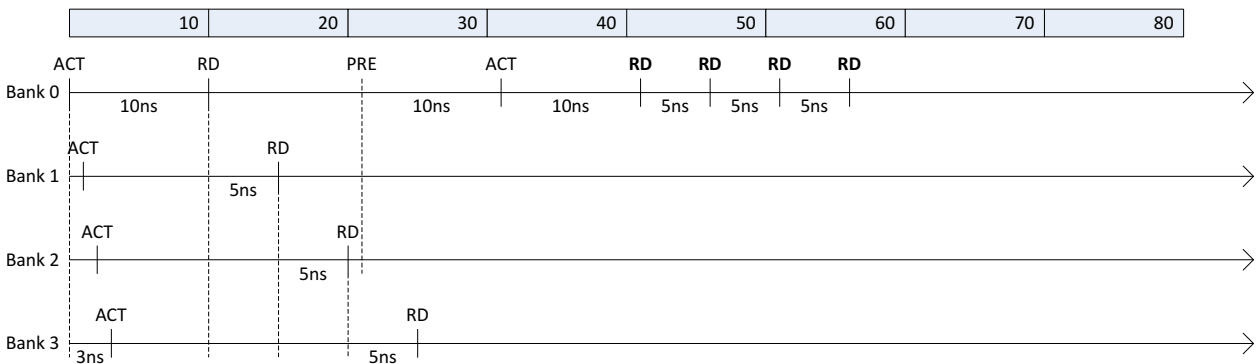 10 20 30 40 50 60 70 80
ACT RD PRE ACT RD RD RD RD
Bank 0
10ns 10ns 10ns 5ns 5ns 5ns
ACT RD
Bank 1
5ns
ACT RD
Bank 2
5ns
ACT RD
Bank 3
3ns 5ns